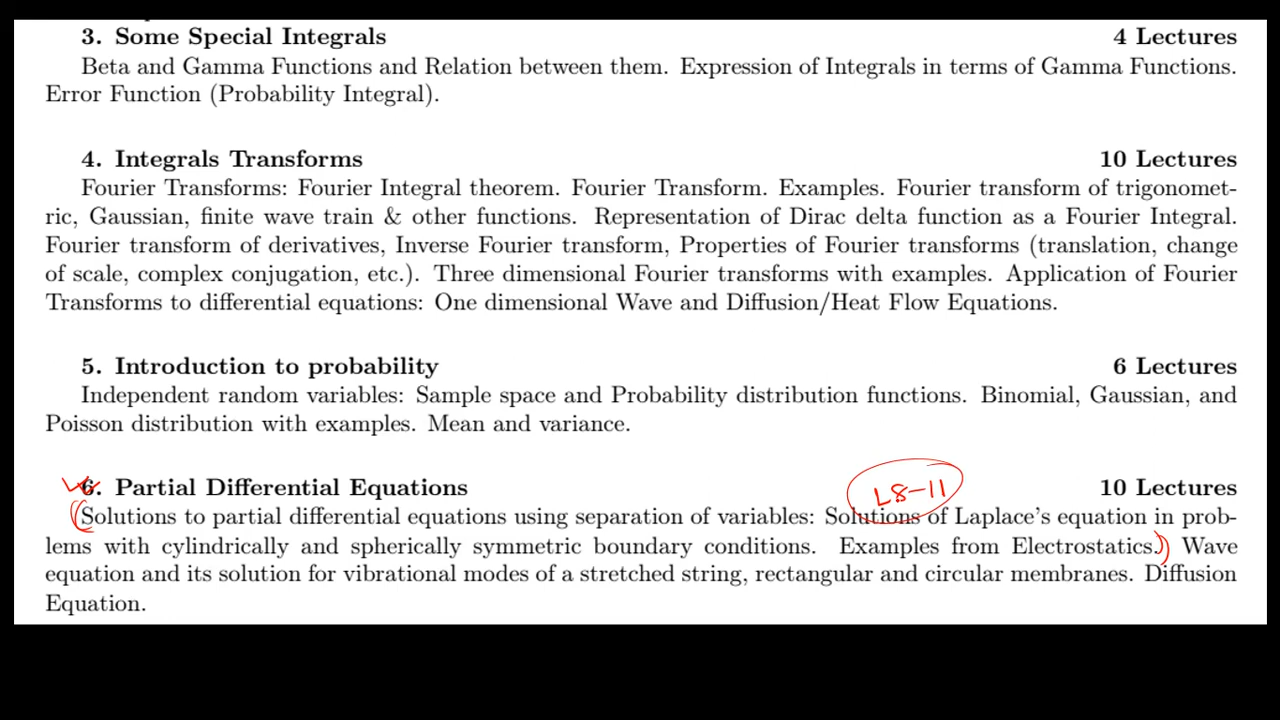 3. Some Special Integrals 4 Lectures
Beta and Gamma Functions and Relation between them. Expression of Integrals in terms of Gamma Functions.
Error Function (Probability Integral).
4. Integrals Transforms 10 Lectures
Fourier Transforms: Fourier Integral theorem. Fourier Transform. Examples. Fourier transform of trigonomet-
ric, Gaussian, finite wave train & other functions. Representation of Dirac delta function as a Fourier Integral.
Fourier transform of derivatives, Inverse Fourier transform, Properties of Fourier transforms (translation, change
of scale, complex conjugation, etc.). Three dimensional Fourier transforms with examples. Application of Fourier
Transforms to differential equations: One dimensional Wave and Diffusion/Heat Flow Equations.
5. Introduction to probability 6 Lectures
Independent random variables: Sample space and Probability distribution functions. Binomial, Gaussian, and
Poisson distribution with examples. Mean and variance.
6. Partial Differential Equations L8-11 10 Lectures
(Solutions to partial differential equations using separation of variables: Solutions of Laplace's equation in prob-
lems with cylindrically and spherically symmetric boundary conditions. Examples from Electrostatics.) Wave
equation and its solution for vibrational modes of a stretched string, rectangular and circular membranes. Diffusion
Equation.